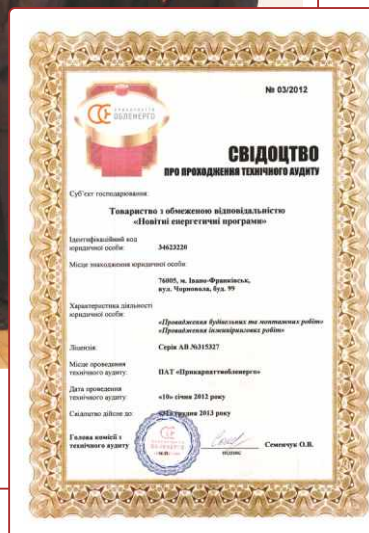 № 03/2012
ОБЛЕНЕРГО
СВІДОЦТВО
ПРО ПРОХОДЖЕННЯ ТЕХНІЧНОГО АУДИТУ
Суб'єкт господарювання
Товариство з обмеженою відповідальністю
«Новітні енергетичні програми»
Ідентифікаційний код
юридичної особи 34623220
Місце знаходження юридичної особи
76005, м. Івано-Франківськ,
вул. Чорновола, буд. 99
Характеристика діяльності
юридичної особи
«Провадження будівельних та монтажних робіт»
«Провадження інжинірингових робіт»
Ліцензія: Серія АВ №315327
Місце проведення
технічного аудиту: ПАТ «Прикарпаттяобленерго»
Дата проведення
технічного аудиту: «10» січня 2012 року
Свідоцтво дійсне до: грудня 2013 року
Голова комісії з
технічного аудиту Семенчук О.В.
підпис